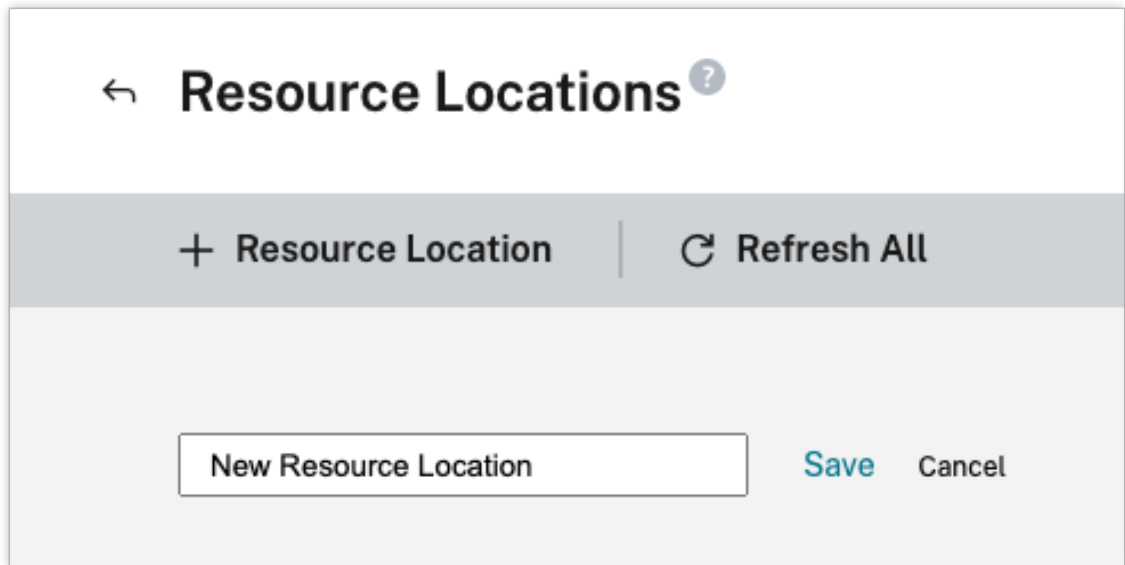 Resource Locations ?
+ Resource Location Refresh All
New Resource Location Save Cancel